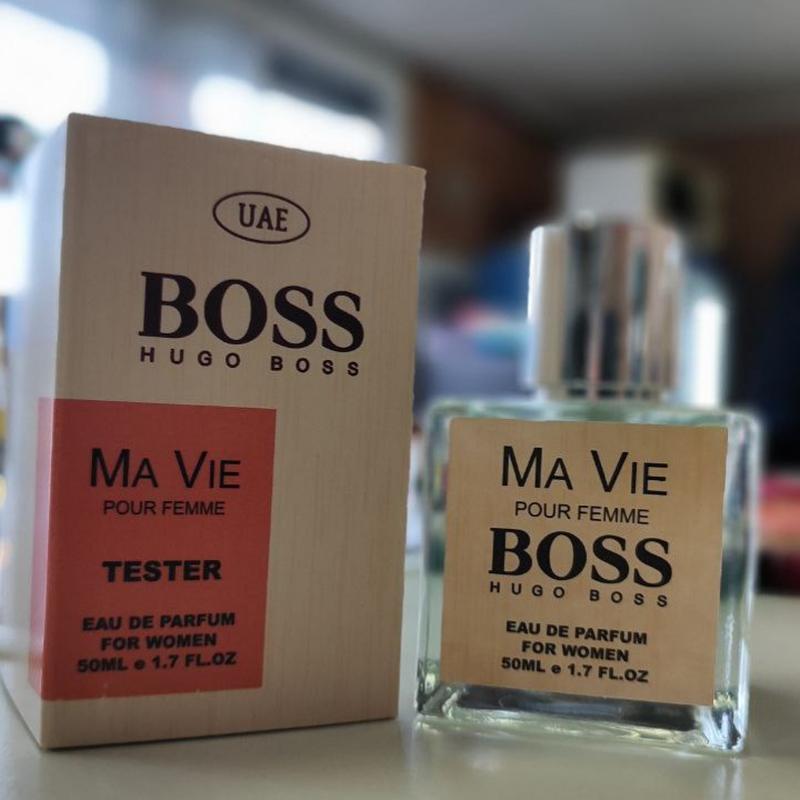 UAE
BOSS
HUGO BOSS
MA VIE
POUR FEMME
TESTER
EAU DE PARFUM
FOR WOMEN
50ML e 1.7 FL.OZ
MA VIE
POUR FEMME
BOSS
HUGO BOSS
EAU DE PARFUM
FOR WOMEN
50ML e 1.7 FL.OZ